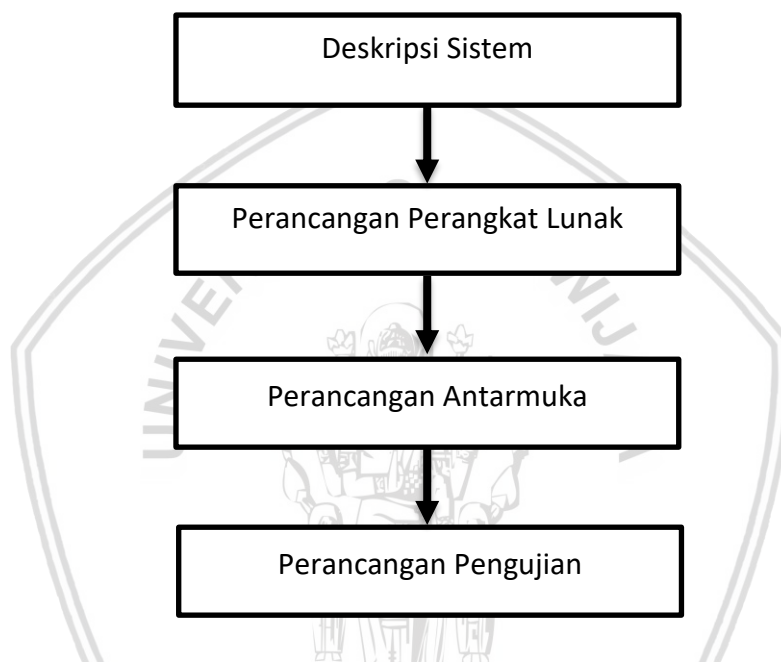 Deskripsi Sistem
Perancangan Perangkat Lunak
Perancangan Antarmuka
Perancangan Pengujian